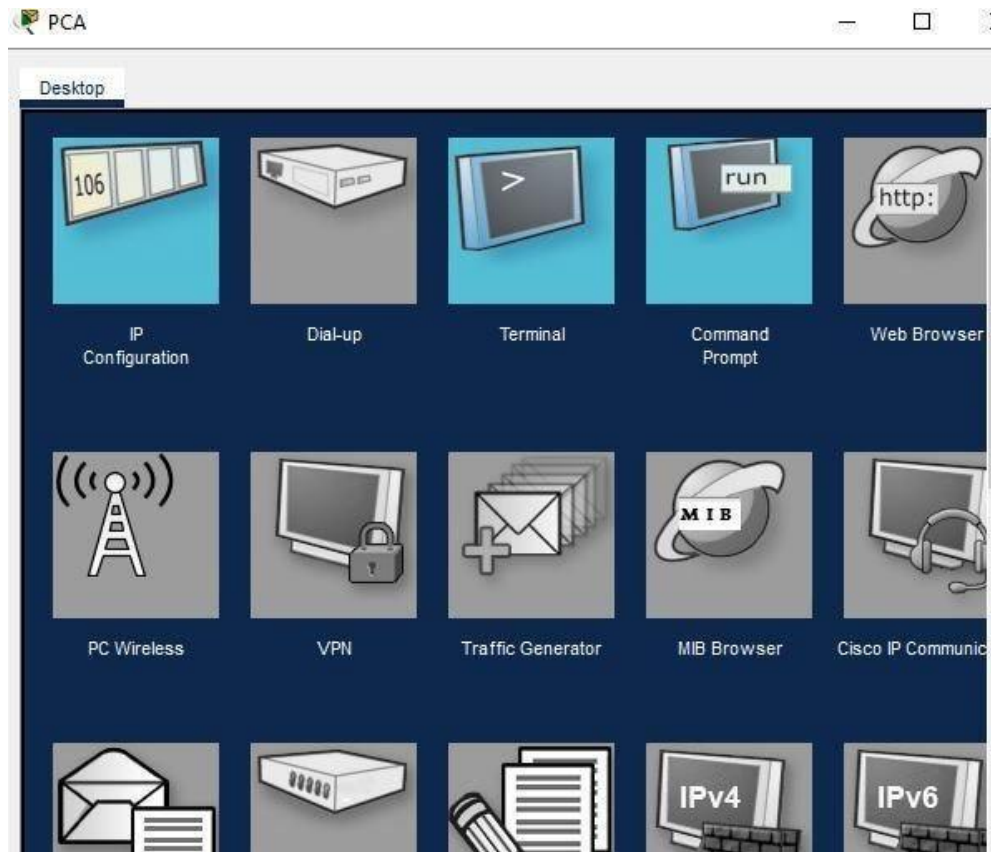 PCA
Desktop
106
>
run
http:
IP
Configuration
Dial-up
Terminal
Command
Prompt
Web Browser
MIB
PC Wireless
VPN
Traffic Generator
MIB Browser
Cisco IP Communic
IPv4
IPv6